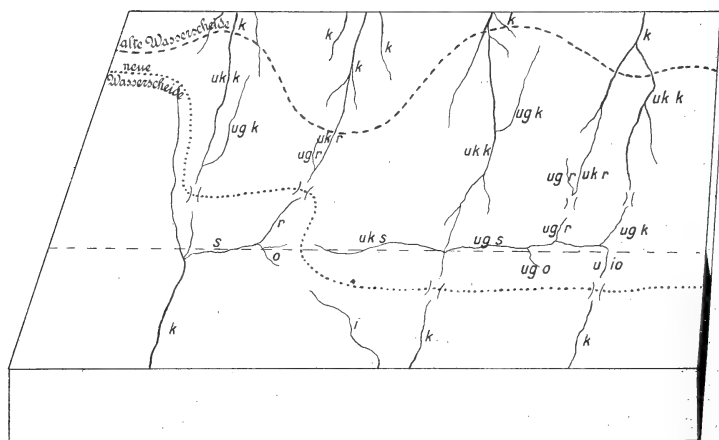 k
k
k
k
k
k
k
alte Wasserscheide
neue
Wasserscheide
uk k
k
uk k
ug k
ug k
uk r
ug r
uk k
ug r
uk r
r
ug r
ug k
s
uk s
ug s
o
ug o
u io
k
i
k
k